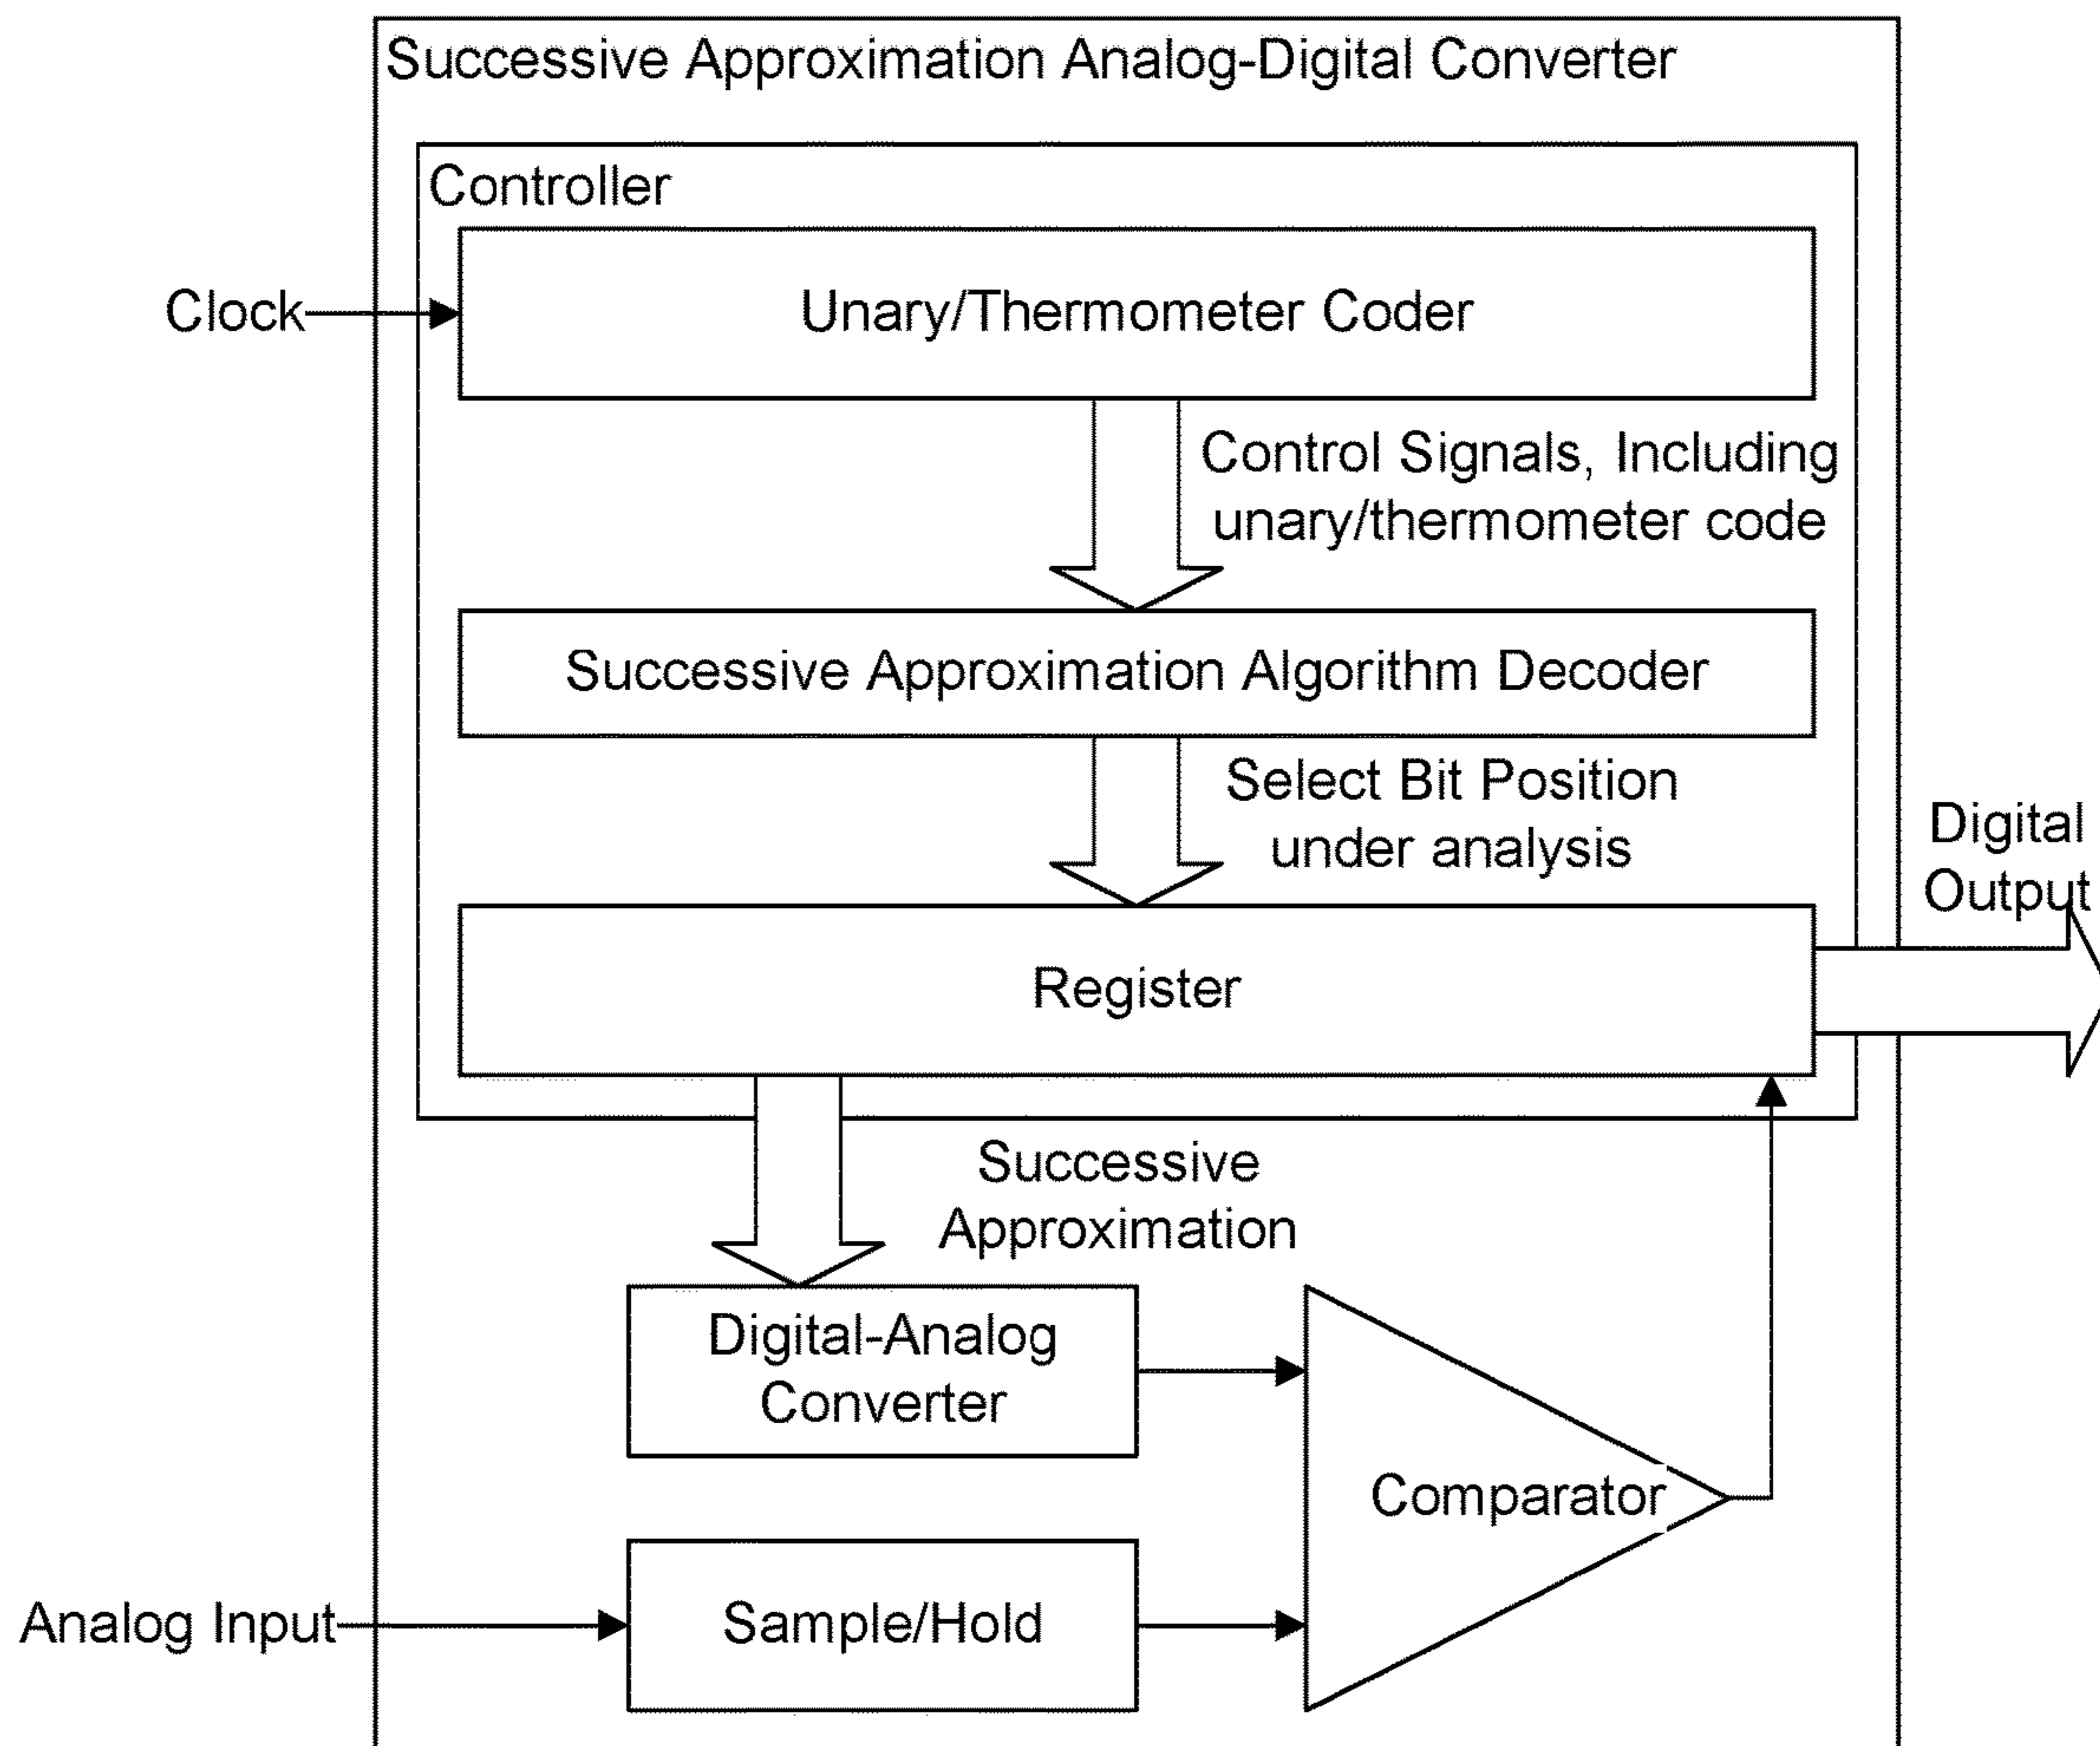 Successive Approximation Analog-Digital Converter
Controller
Clock
Unary/Thermometer Coder
Control Signals, Including
unary/thermometer code
Successive Approximation Algorithm Decoder
Select Bit Position
under analysis
Digital
Output
Register
Successive
Approximation
Digital-Analog
Converter
Comparator
Analog Input
Sample/Hold